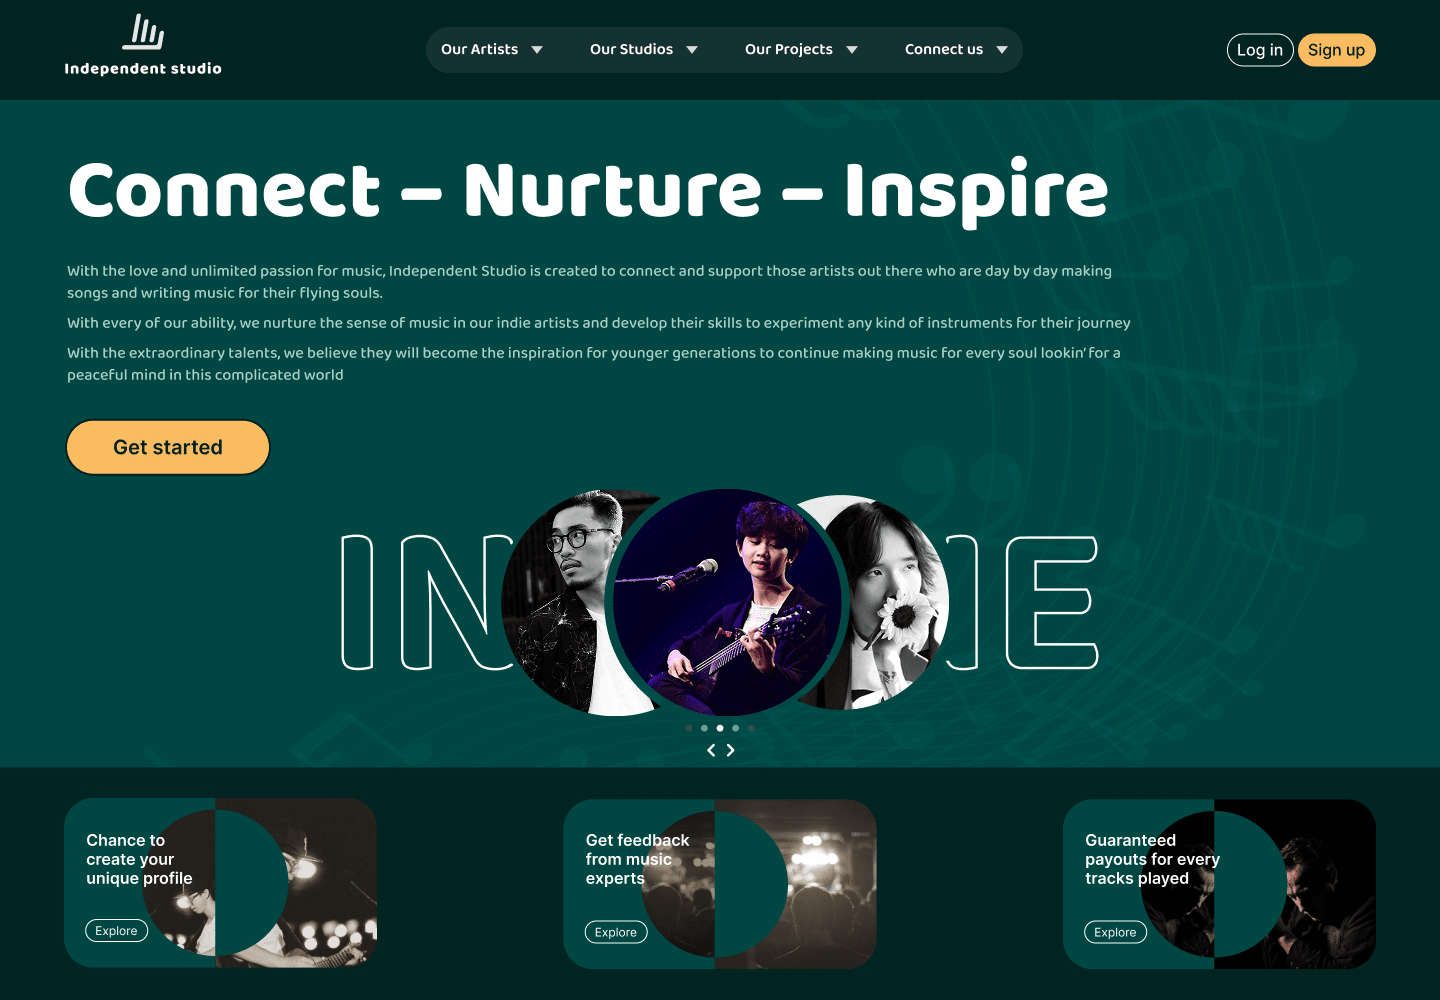 Independent studio
Our Artists
Our Studios
Our Projects
Connect us
Log in
Sign up
Connect – Nurture – Inspire
With the love and unlimited passion for music, Independent Studio is created to connect and support those artists out there who are day by day making
songs and writing music for their flying souls.
With every of our ability, we nurture the sense of music in our indie artists and develop their skills to experiment any kind of instruments for their journey
With the extraordinary talents, we believe they will become the inspiration for younger generations to continue making music for every soul lookin' for a
peaceful mind in this complicated world
Get started
IN IE
Chance to
create your
unique profile
Explore
Get feedback
from music
experts
Explore
Guaranteed
payouts for every
tracks played
Explore